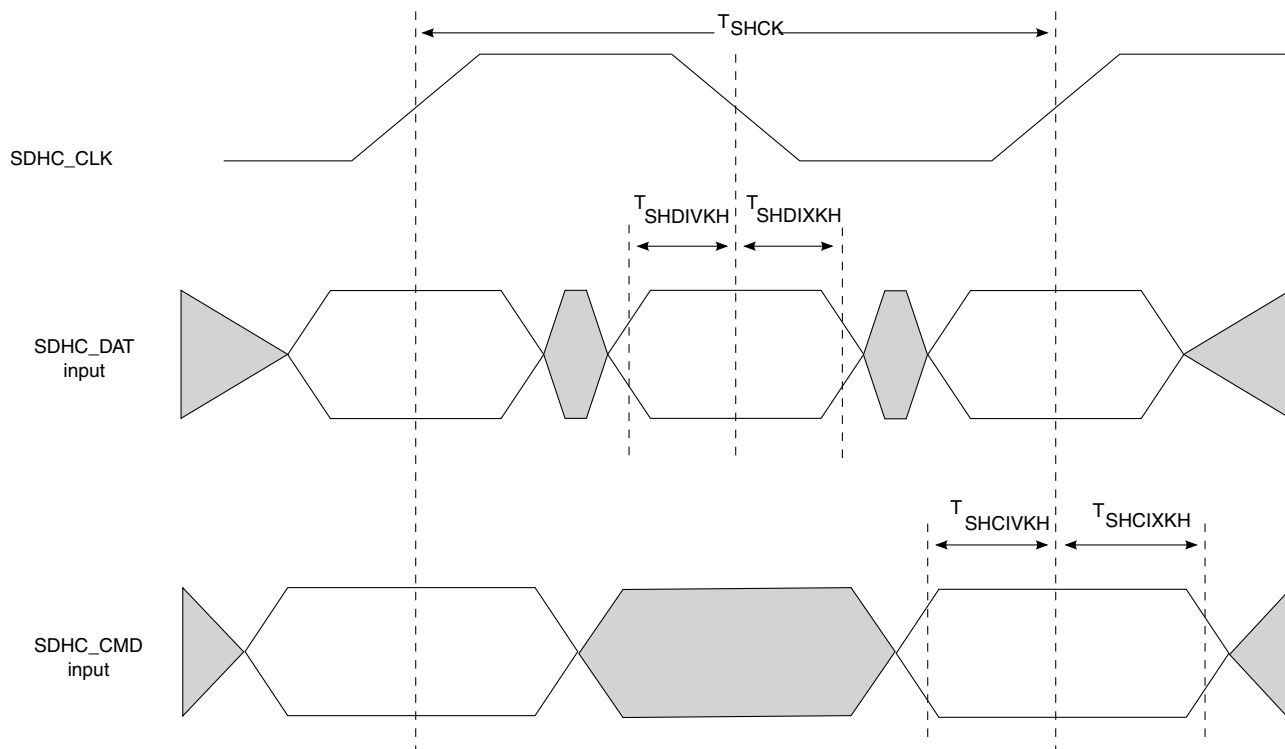 TSHCK
SDHC_CLK
TSHDIVKH
TSHDIXKH
SDHC_DAT
input
TSHCIVKH
TSHCIXKH
SDHC_CMD
input